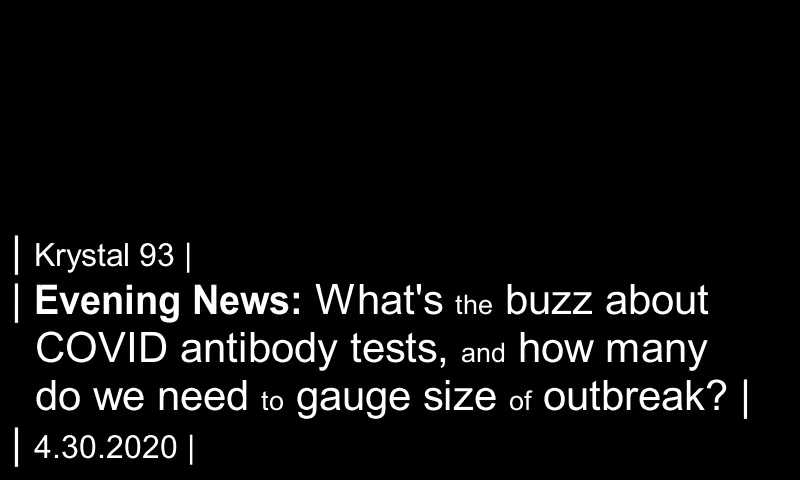 | Krystal 93 |
| Evening News: What's the buzz about
COVID antibody tests, and how many
do we need to gauge size of outbreak? |
| 4.30.2020 |